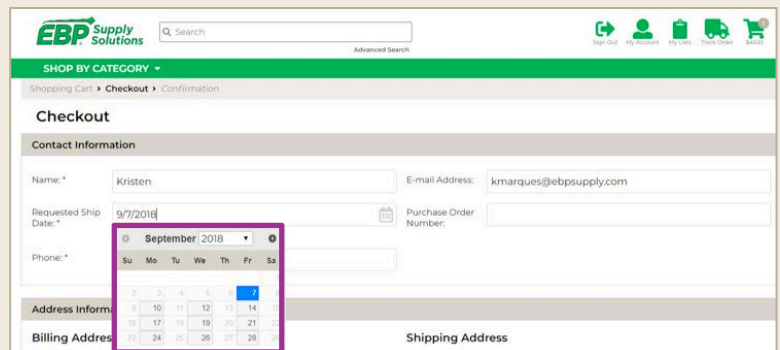 EBP Supply Solutions
Search
Advanced Search
Sign Out My Account My Lists Track Order
1
SHOP BY CATEGORY
Shopping Cart › Checkout › Confirmation
Checkout
Contact Information
Name: * Kristen E-mail Address: kmarques@ebpsupply.com
Requested Ship Date: * 9/7/2018 Purchase Order Number:
September 2018
Phone: *
Su Mo Tu We Th Fr Sa
1
2 3 4 5 6 7 8
9 10 11 12 13 14 15
16 17 18 19 20 21 22
23 24 25 26 27 28 29
Address Inform
Billing Addres Shipping Address